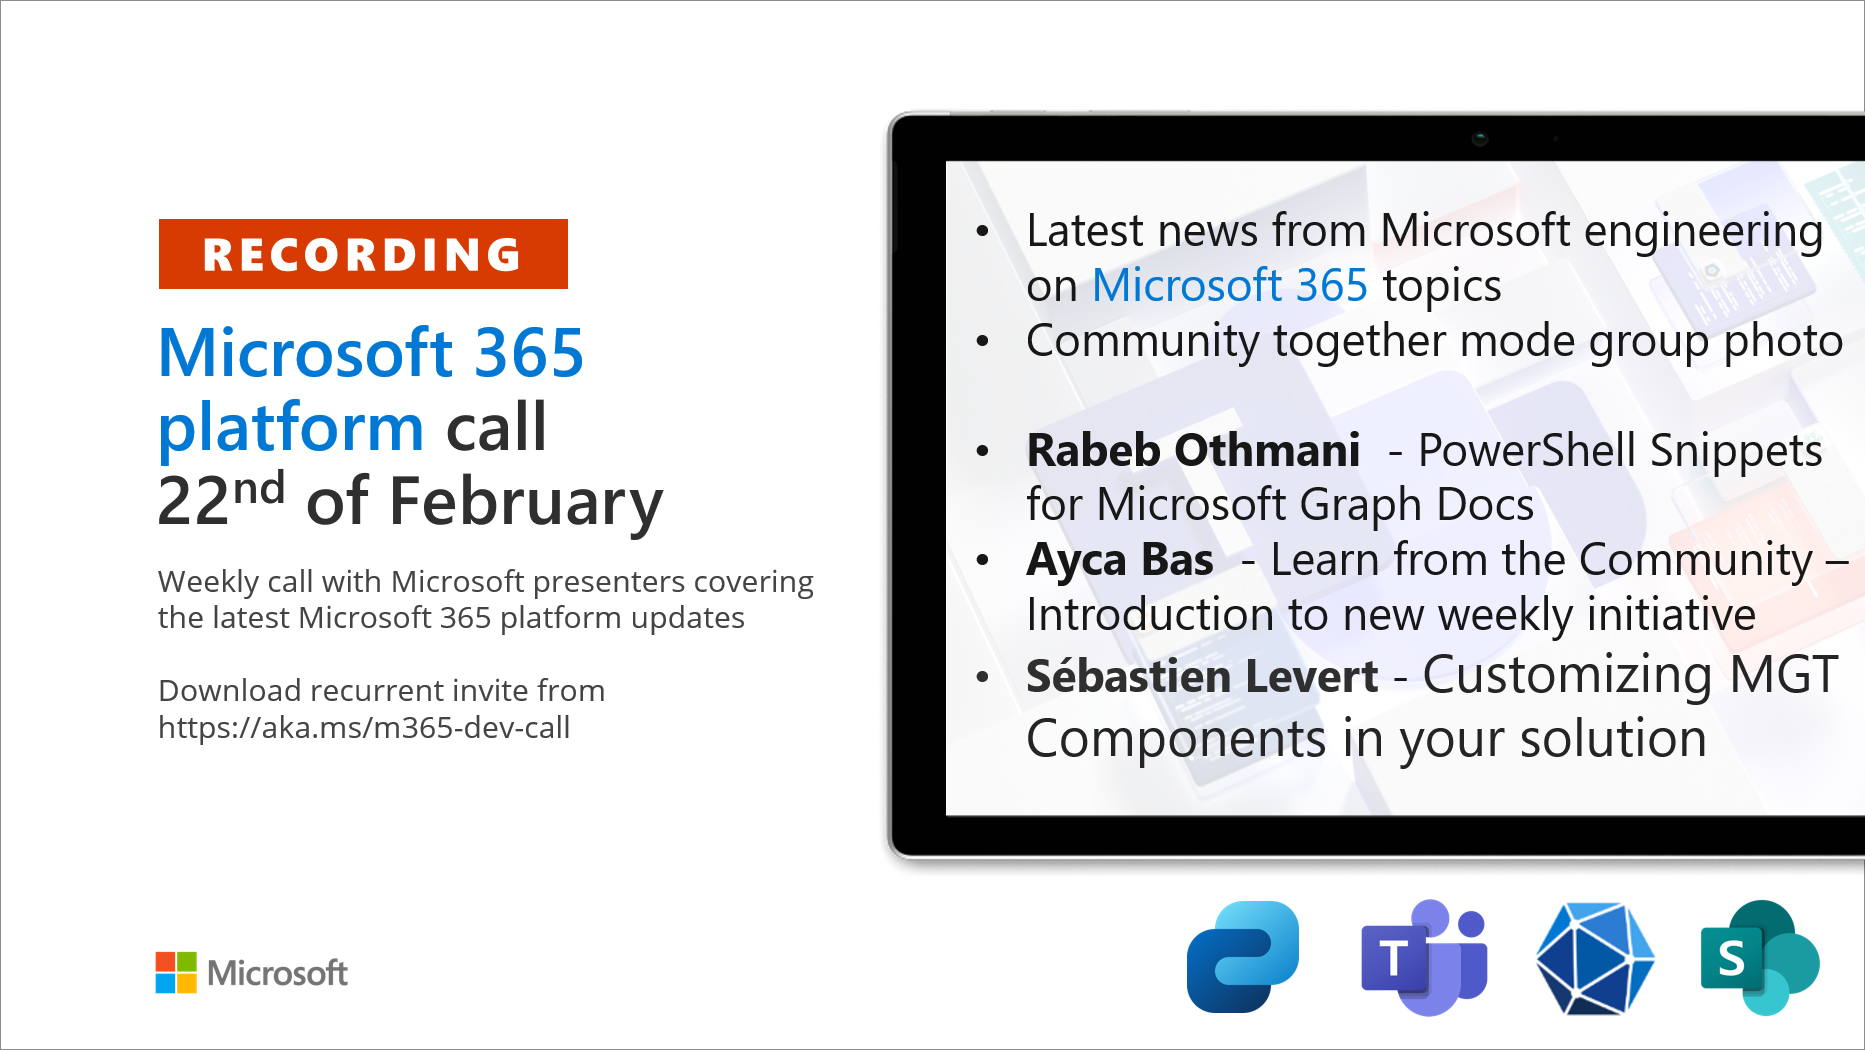 RECORDING
Microsoft 365
platform call
22nd of February
Weekly call with Microsoft presenters covering
the latest Microsoft 365 platform updates
Download recurrent invite from
https://aka.ms/m365-dev-call
Microsoft
• Latest news from Microsoft engineering
on Microsoft 365 topics
• Community together mode group photo
• Rabeb Othmani - PowerShell Snippets
for Microsoft Graph Docs
• Ayca Bas - Learn from the Community –
Introduction to new weekly initiative
• Sébastien Levert - Customizing MGT
Components in your solution
T
S